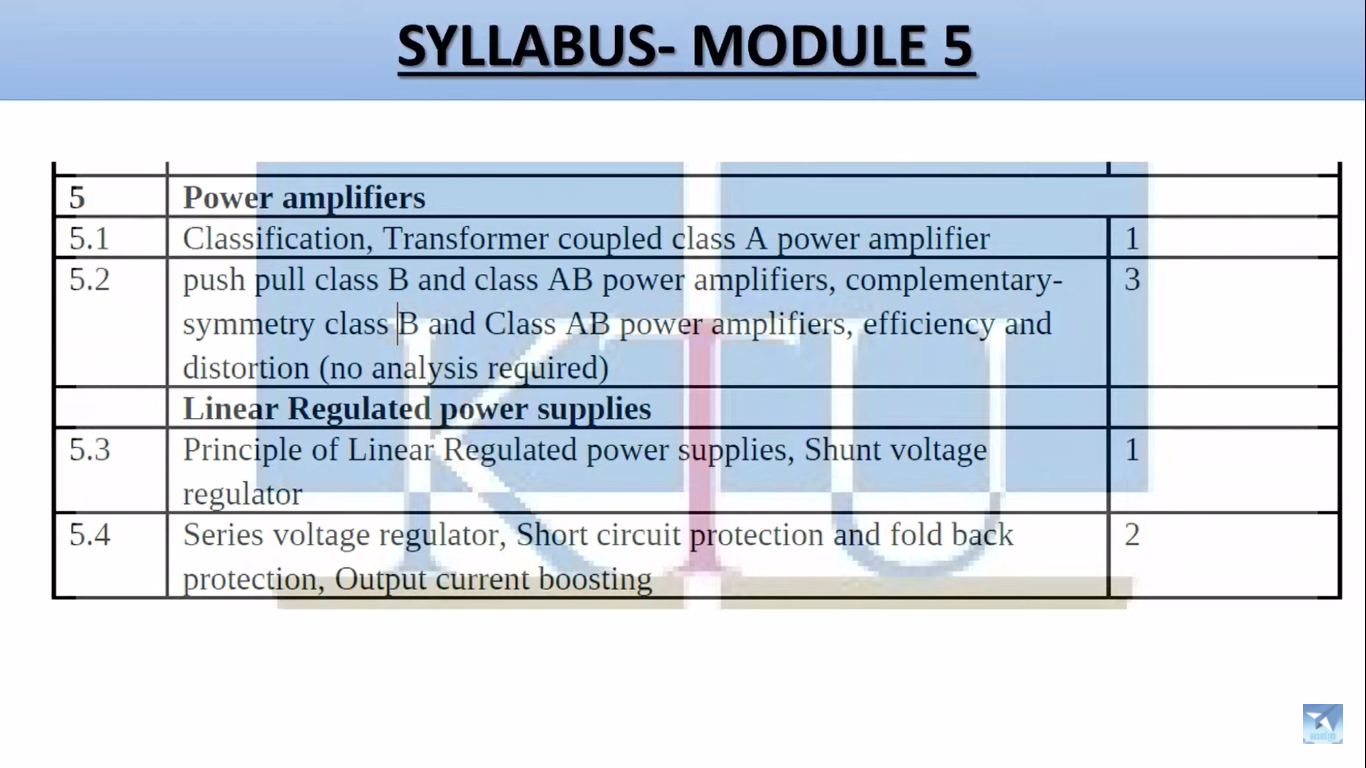 SYLLABUS- MODULE 5
5 Power amplifiers
5.1 Classification, Transformer coupled class A power amplifier 1
5.2 push pull class B and class AB power amplifiers, complementary- 3
symmetry class B and Class AB power amplifiers, efficiency and
distortion (no analysis required)
Linear Regulated power supplies
5.3 Principle of Linear Regulated power supplies, Shunt voltage 1
regulator
5.4 Series voltage regulator, Short circuit protection and fold back 2
protection, Output current boosting
KTU